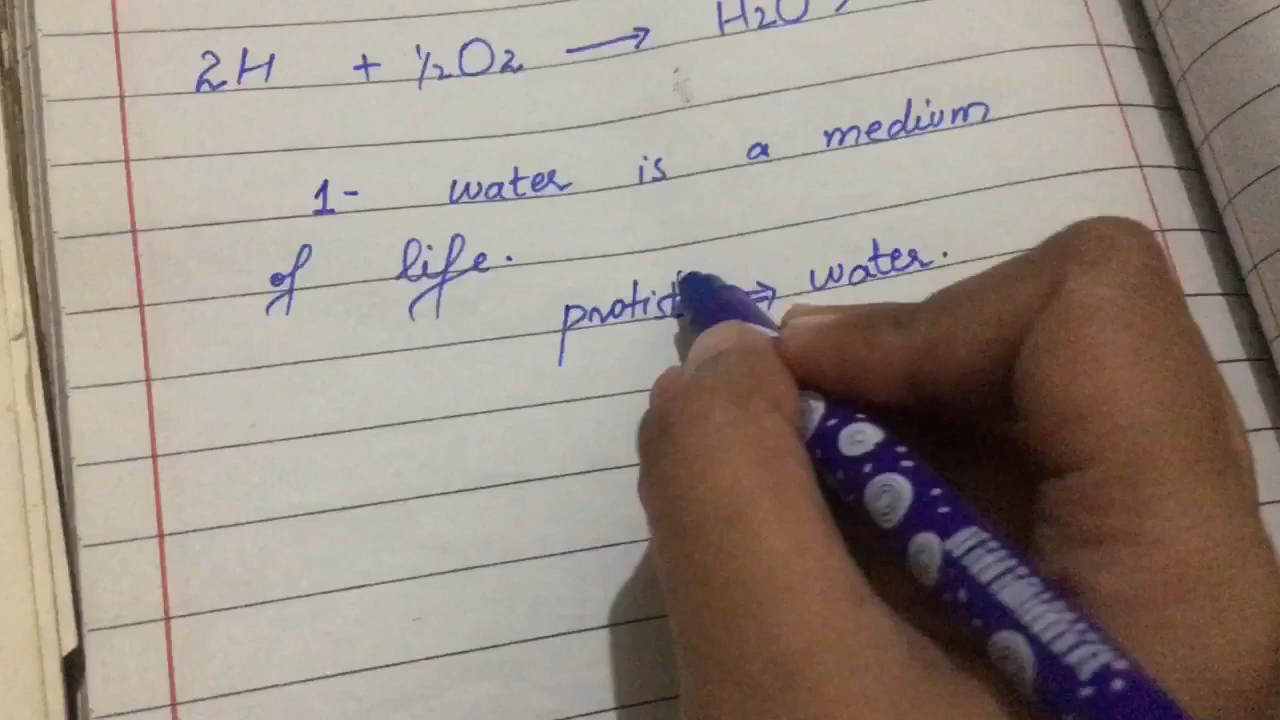 2H + ½O2 → H2O
1- water is a medium
of life.
protist → water.